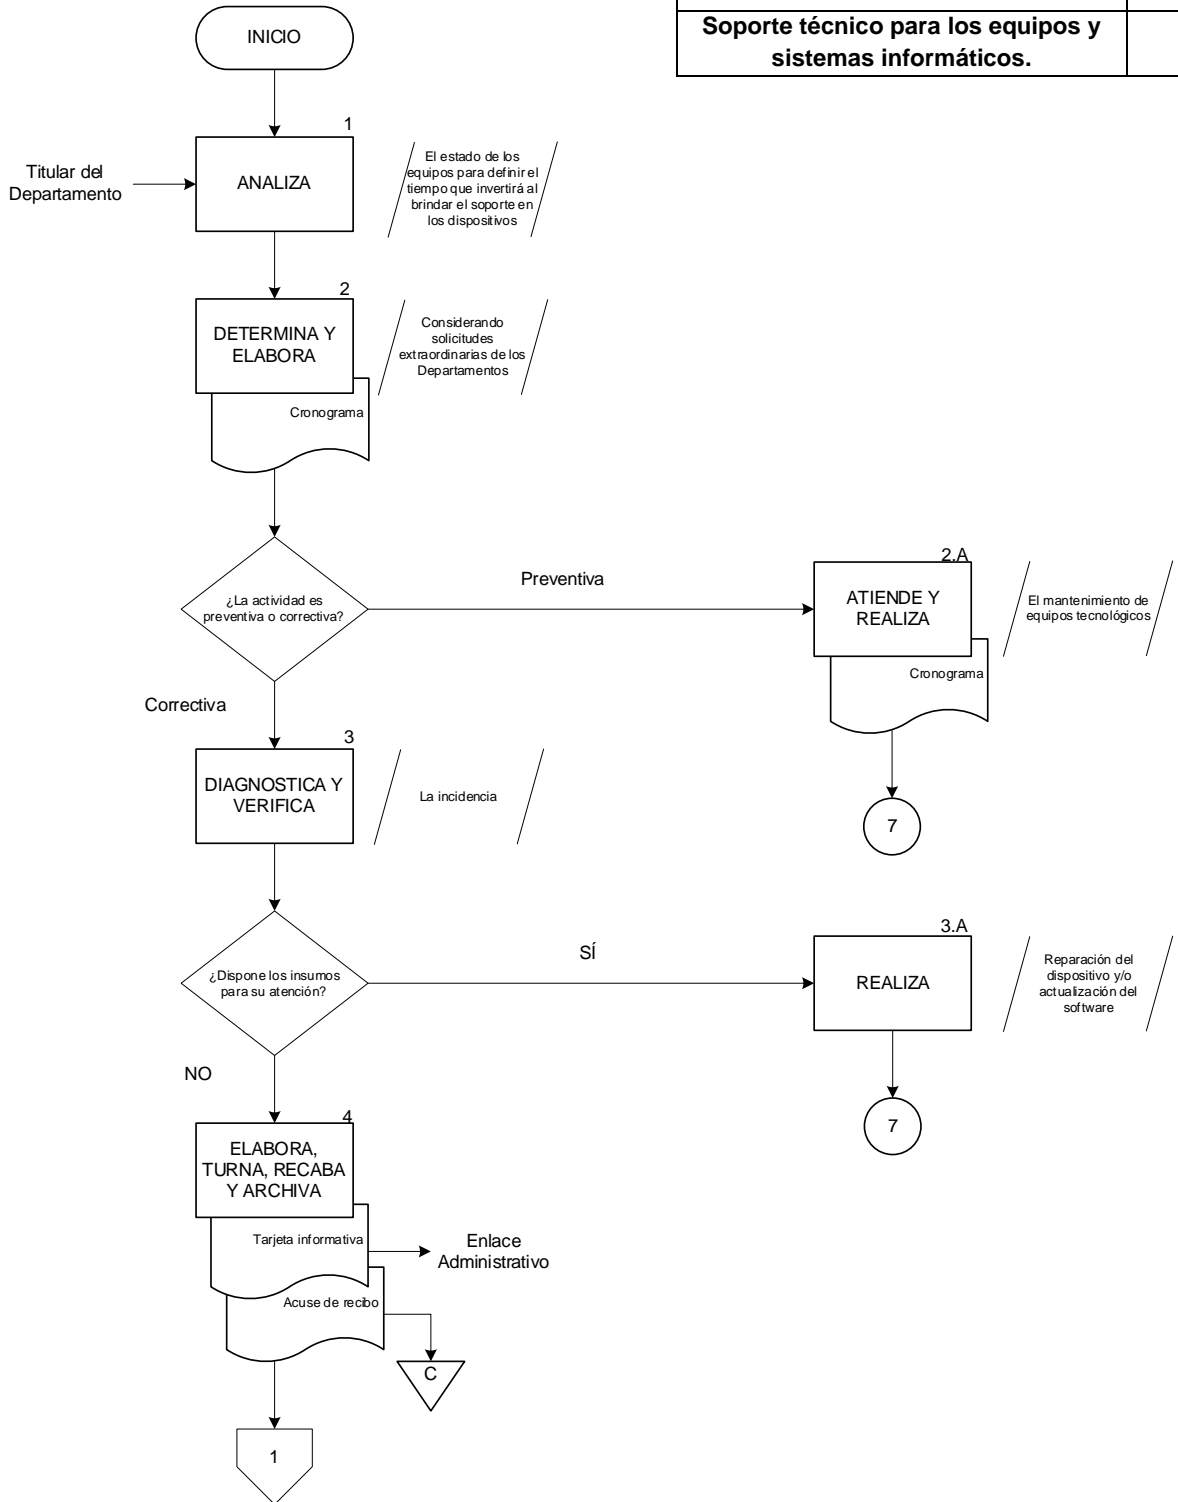 Soporte técnico para los equipos y
sistemas informáticos.
INICIO
1
Titular del
Departamento
ANALIZA
El estado de los
equipos para definir el
tiempo que invertirá al
brindar el soporte en
los dispositivos
2
DETERMINA Y
ELABORA
Cronograma
Considerando
solicitudes
extraordinarias de los
Departamentos
¿La actividad es
preventiva o correctiva?
Preventiva
2.A
ATIENDE Y
REALIZA
Cronograma
El mantenimiento de
equipos tecnológicos
7
Correctiva
3
DIAGNOSTICA Y
VERIFICA
La incidencia
¿Dispone los insumos
para su atención?
SÍ
3.A
REALIZA
Reparación del
dispositivo y/o
actualización del
software
7
NO
4
ELABORA,
TURNA, RECABA
Y ARCHIVA
Tarjeta informativa
Enlace
Administrativo
Acuse de recibo
C
1